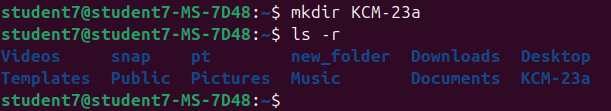 student7@student7-MS-7D48:~$ mkdir KCM-23a
student7@student7-MS-7D48:~$ ls -r
Videos snap pt new_folder Downloads Desktop
Templates Public Pictures Music Documents KCM-23a
student7@student7-MS-7D48:~$